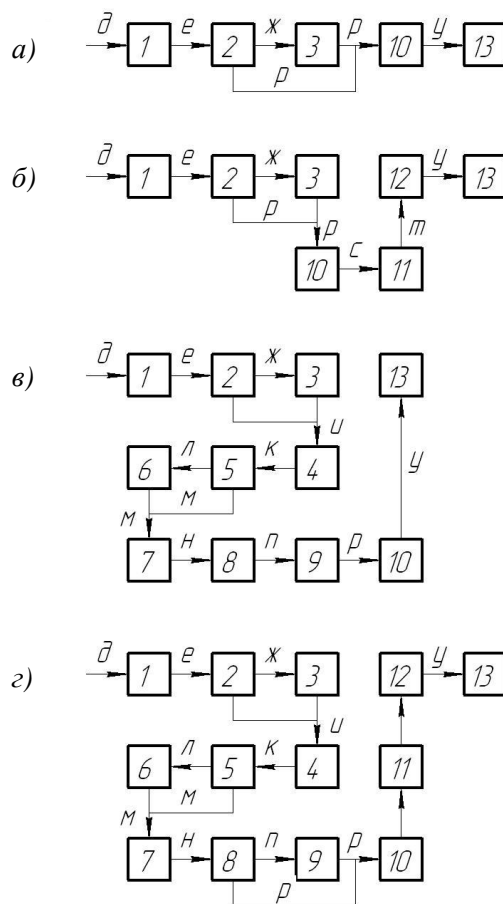 а) д 1 е 2 ж 3 р 10 у 13
р
б) д 1 е 2 ж 3 12 у 13
р р т
10 с 11
в) д 1 е 2 ж 3 13
и
6 л 5 к 4 у
м м
7 н 8 п 9 р 10
г) д 1 е 2 ж 3 12 у 13
и
6 л 5 к 4 11
м м
7 н 8 п 9 р 10
р